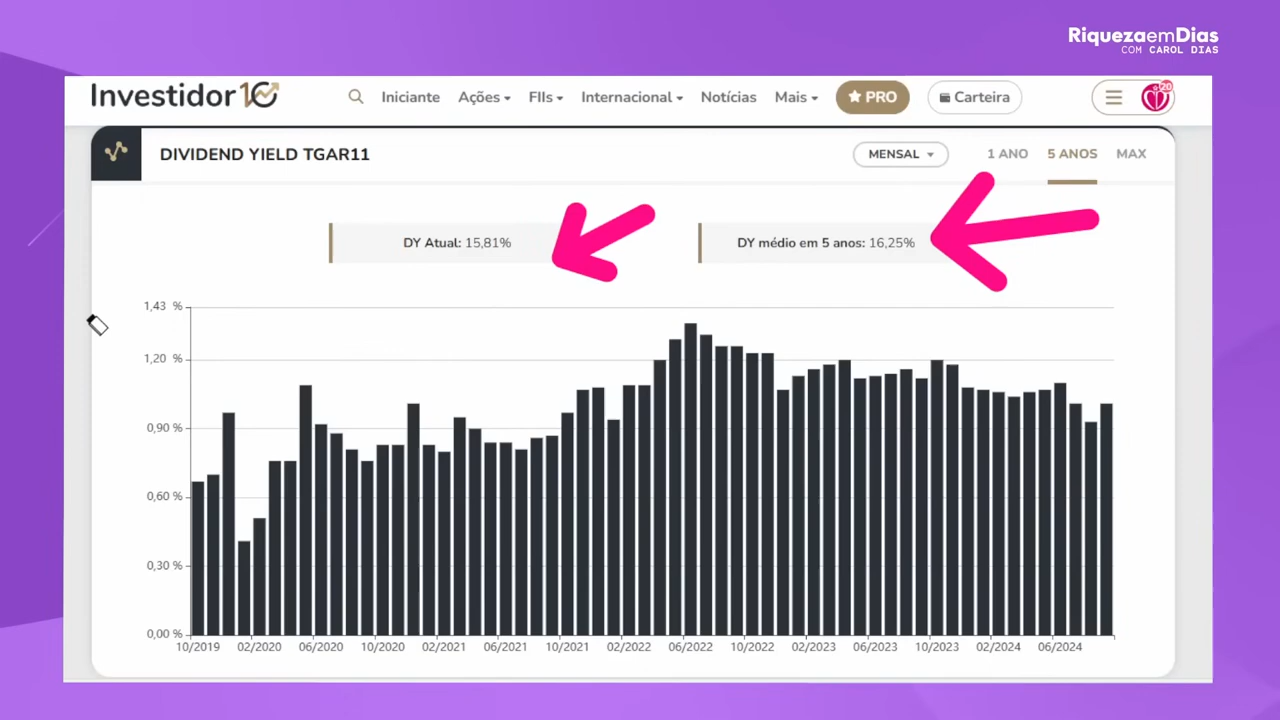 RiquezaemDias
COM CAROL DIAS
Investidor10
Iniciante Ações FIIs Internacional Notícias Mais PRO Carteira
+20
DIVIDEND YIELD TGAR11
MENSAL 1 ANO 5 ANOS MAX
DY Atual: 15,81% DY médio em 5 anos: 16,25%
1,43 %
1,20 %
0,90 %
0,60 %
0,30 %
0,00 %
10/2019 02/2020 06/2020 10/2020 02/2021 06/2021 10/2021 02/2022 06/2022 10/2022 02/2023 06/2023 10/2023 02/2024 06/2024